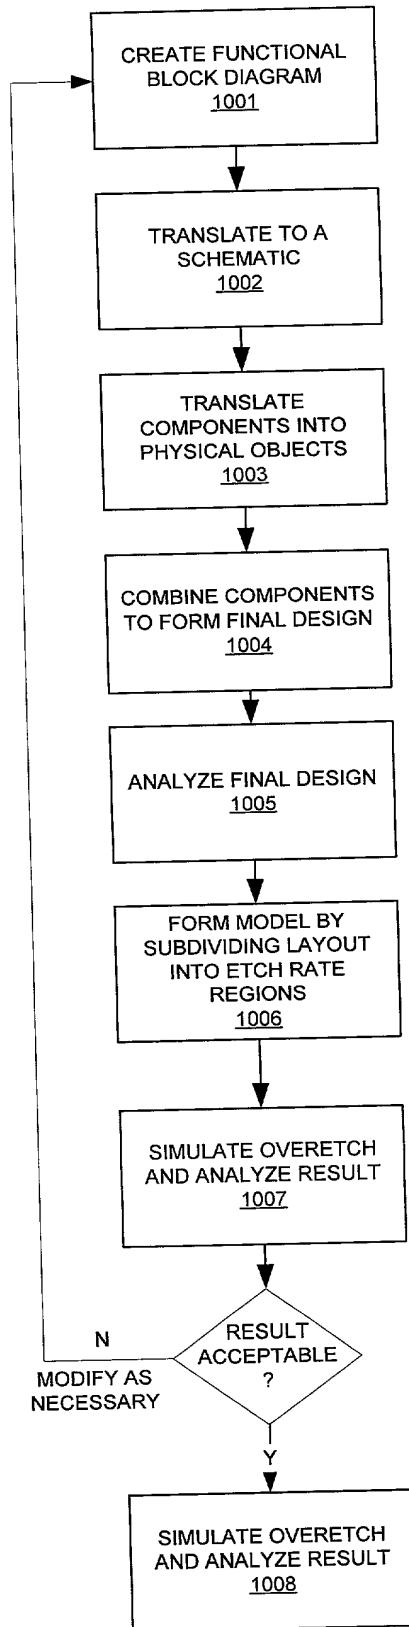 CREATE FUNCTIONAL
BLOCK DIAGRAM
1001
TRANSLATE TO A
SCHEMATIC
1002
TRANSLATE
COMPONENTS INTO
PHYSICAL OBJECTS
1003
COMBINE COMPONENTS
TO FORM FINAL DESIGN
1004
ANALYZE FINAL DESIGN
1005
FORM MODEL BY
SUBDIVIDING LAYOUT
INTO ETCH RATE
REGIONS
1006
SIMULATE OVERETCH
AND ANALYZE RESULT
1007
RESULT
ACCEPTABLE
?
N
MODIFY AS
NECESSARY
Y
SIMULATE OVERETCH
AND ANALYZE RESULT
1008